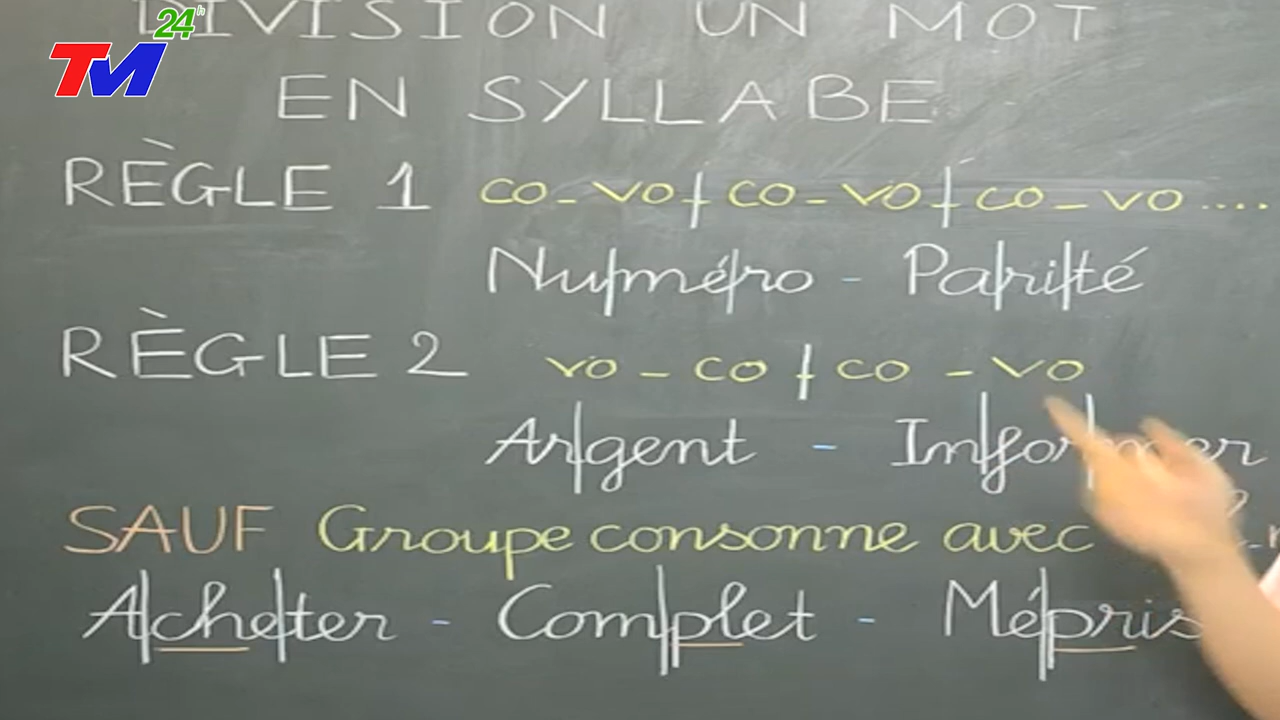 TM 24h
DIVISION UN MOT
EN SYLLABE
RÈGLE 1 co - vo + co - vo + co - vo ....
Nu|mé|ro - Pa|ri|té
RÈGLE 2 vo - co + co - vo
Ar|gent - In|for|mer
SAUF Groupe consonne avec
A|che|ter - Com|plet - Mé|pris